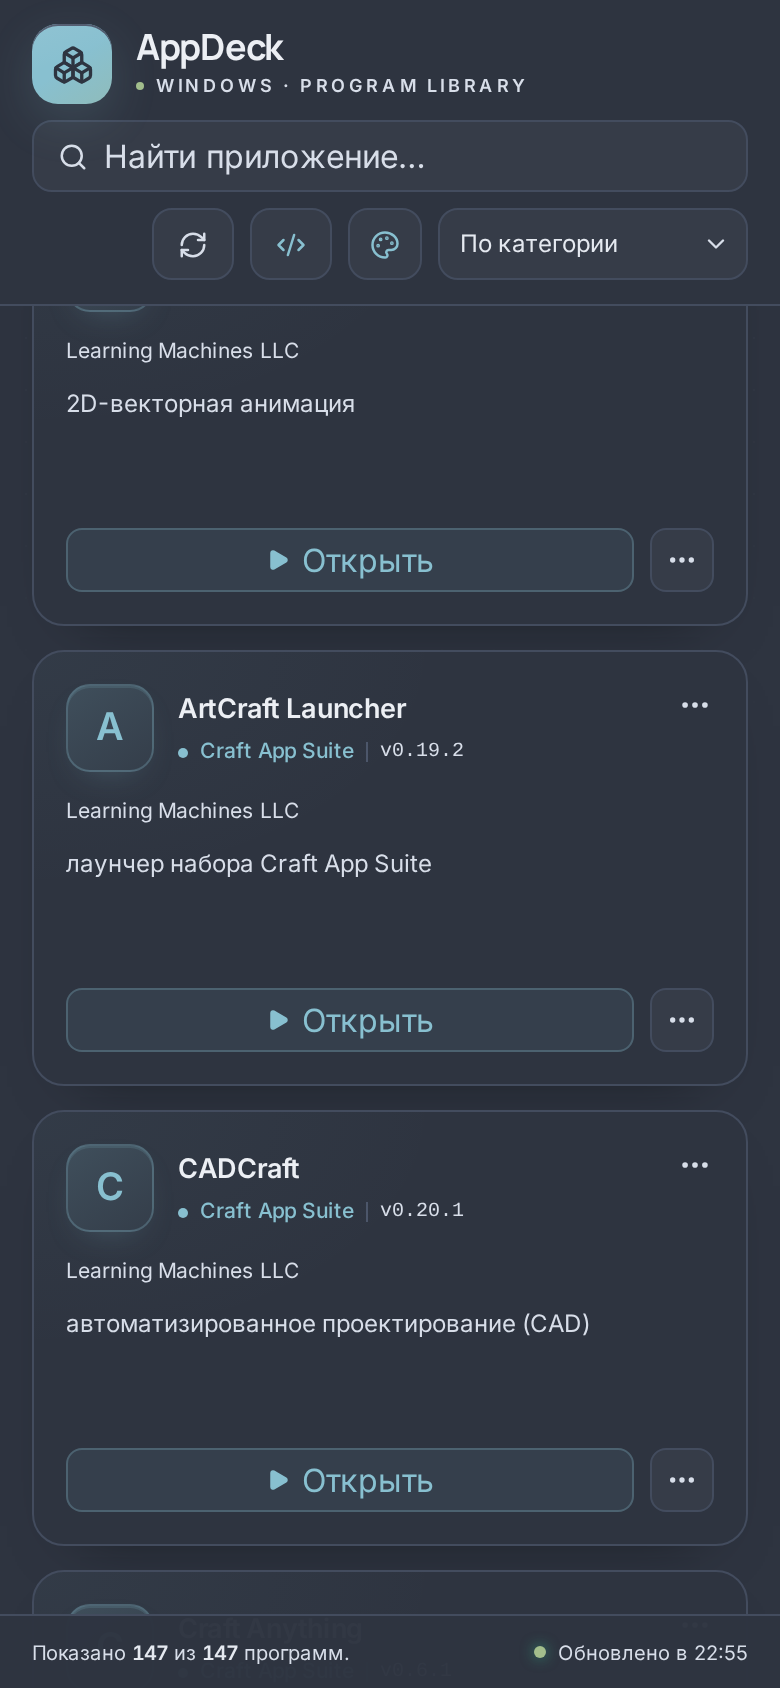 AppDeck
WINDOWS · PROGRAM LIBRARY
Найти приложение...
По категории
Learning Machines LLC
2D-векторная анимация
Открыть
A
ArtCraft Launcher
Craft App Suite | v0.19.2
Learning Machines LLC
лаунчер набора Craft App Suite
Открыть
C
CADCraft
Craft App Suite | v0.20.1
Learning Machines LLC
автоматизированное проектирование (CAD)
Открыть
Craft Anything
Показано 147 из 147 программ.
Обновлено в 22:55